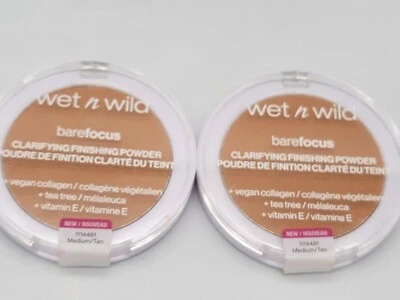 wet n wild
barefocus
CLARIFYING FINISHING POWDER
POUDRE DE FINITION CLARTÉ DU TEINT
+ vegan collagen / collagène végétalien
+ tea tree / mélaleuca
+ vitamin E / vitamine E
NEW / NOUVEAU
Medium/Tan
wet n wild
barefocus
CLARIFYING FINISHING POWDER
POUDRE DE FINITION CLARTÉ DU TEINT
+ vegan collagen / collagène végétalien
+ tea tree / mélaleuca
+ vitamin E / vitamine E
NEW / NOUVEAU
Medium/Tan